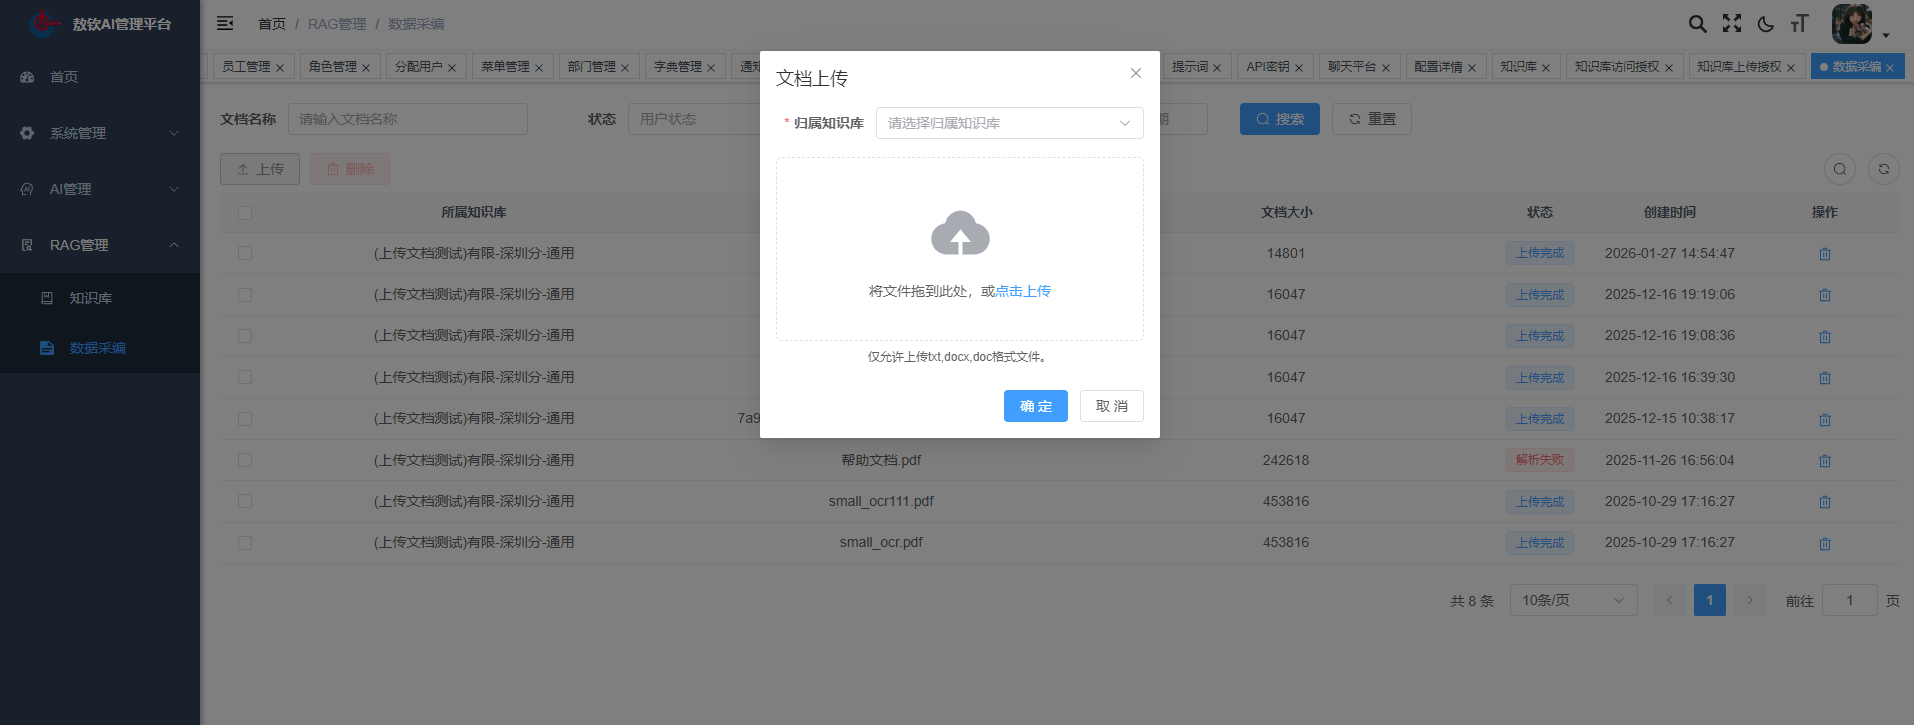 敖钦AI管理平台
首页 / RAG管理 / 数据采编
员工管理 角色管理 分配用户 菜单管理 部门管理 字典管理 通知 提示词 API密钥 聊天平台 配置详情 知识库 知识库访问授权 知识库上传授权 数据采编
首页
系统管理
AI管理
RAG管理
知识库
数据采编
文档名称 请输入文档名称 状态 用户状态 期 搜索 重置
上传 删除
所属知识库 文档大小 状态 创建时间 操作
(上传文档测试)有限-深圳分-通用 14801 上传完成 2026-01-27 14:54:47
(上传文档测试)有限-深圳分-通用 16047 上传完成 2025-12-16 19:19:06
(上传文档测试)有限-深圳分-通用 16047 上传完成 2025-12-16 19:08:36
(上传文档测试)有限-深圳分-通用 16047 上传完成 2025-12-16 16:39:30
(上传文档测试)有限-深圳分-通用 7a9 16047 上传完成 2025-12-15 10:38:17
(上传文档测试)有限-深圳分-通用 帮助文档.pdf 242618 解析失败 2025-11-26 16:56:04
(上传文档测试)有限-深圳分-通用 small_ocr111.pdf 453816 上传完成 2025-10-29 17:16:27
(上传文档测试)有限-深圳分-通用 small_ocr.pdf 453816 上传完成 2025-10-29 17:16:27
共 8 条 10条/页 1 前往 1 页
文档上传
* 归属知识库 请选择归属知识库
将文件拖到此处，或点击上传
仅允许上传txt,docx,doc格式文件。
确 定 取 消